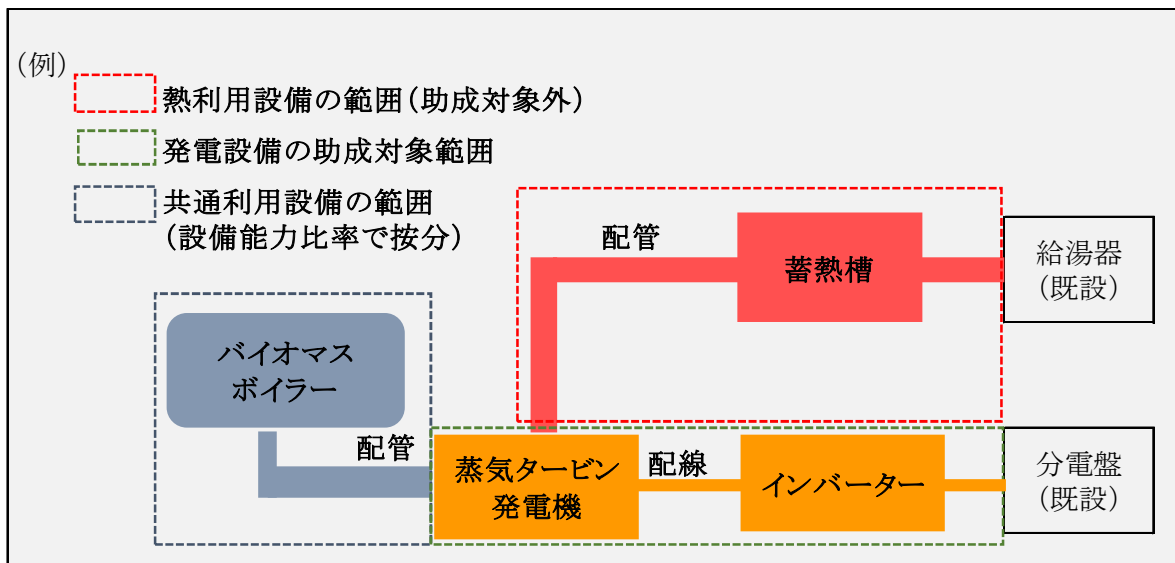 (例)
熱利用設備の範囲(助成対象外)
発電設備の助成対象範囲
共通利用設備の範囲
(設備能力比率で按分)
配管
蓄熱槽
給湯器
(既設)
バイオマス
ボイラー
配管
蒸気タービン
発電機
配線
インバーター
分電盤
(既設)